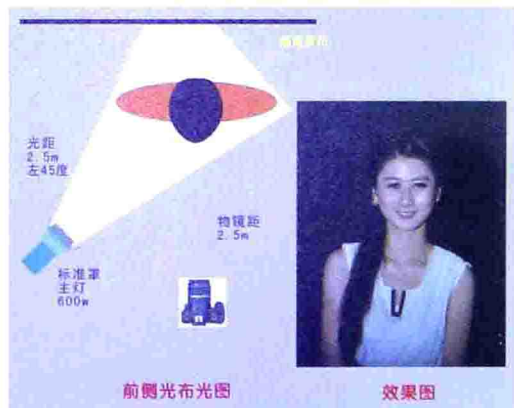 光距
2.5m
左45度
物镜距
2.5m
标准罩
主灯
600w
前侧光布光图
效果图